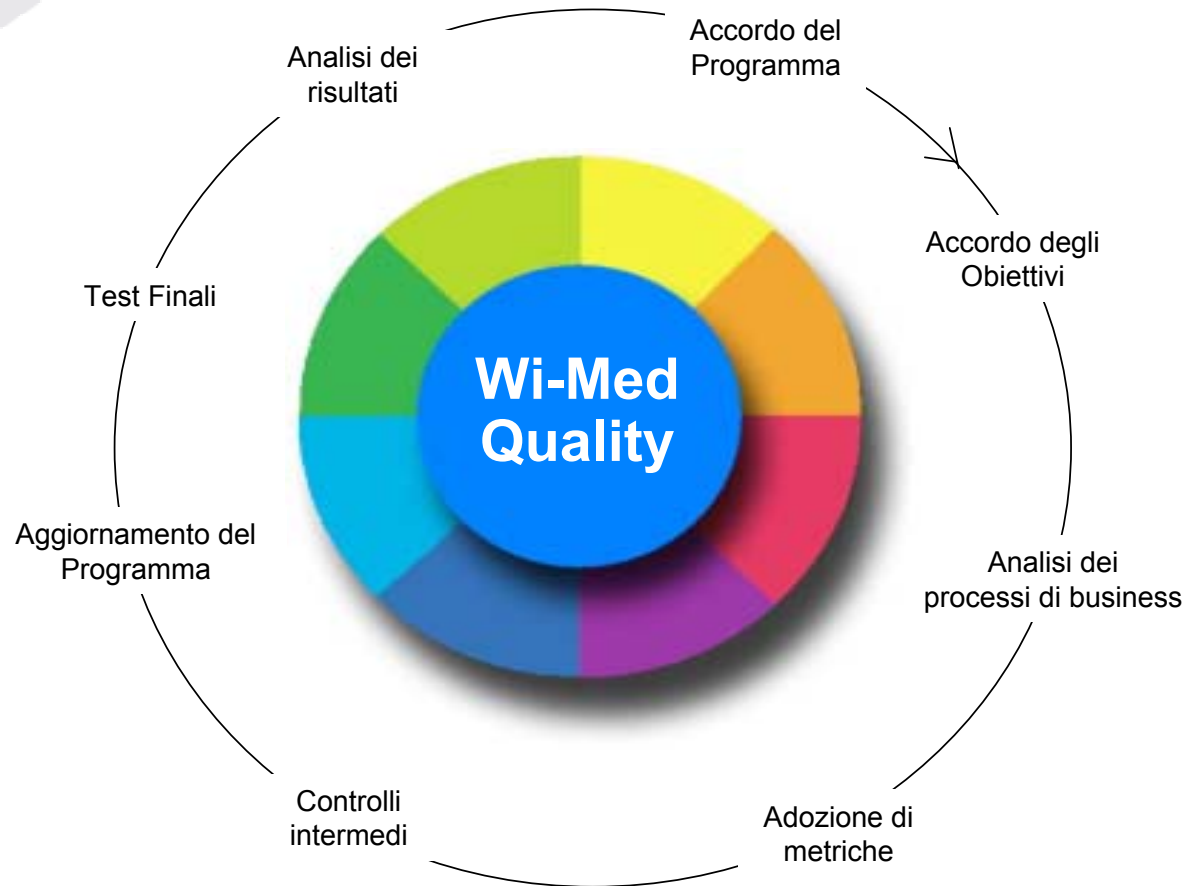 Accordo del
Programma
Accordo degli
Obiettivi
Analisi dei
processi di business
Adozione di
metriche
Controlli
intermedi
Aggiornamento del
Programma
Test Finali
Analisi dei
risultati
Wi-Med
Quality